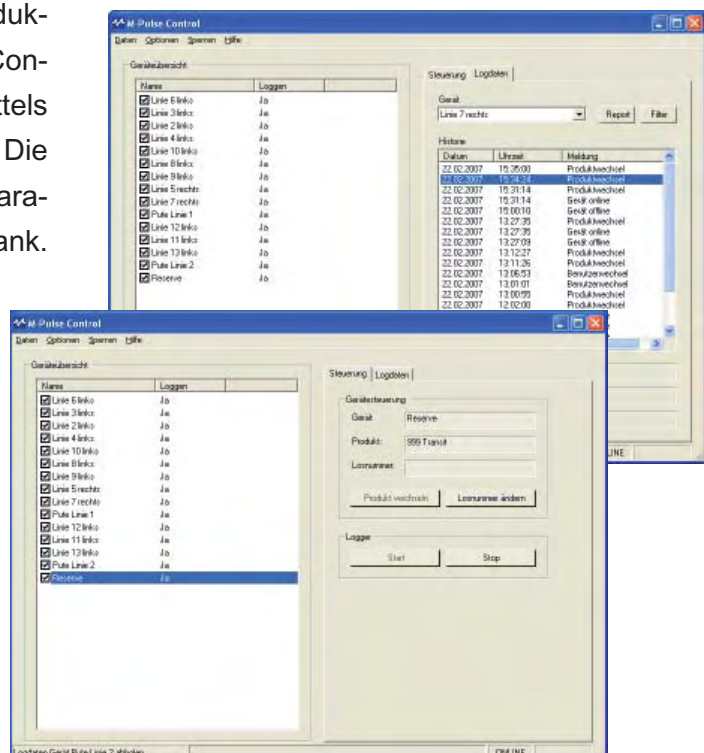 duk-
Con-
ttels
Die
ara-
ank.
M-Pulse Control
Daten Optionen Sperren Hilfe
Geräteübersicht
Name Loggen
Linie 6 links Ja
Linie 3 links Ja
Linie 2 links Ja
Linie 4 links Ja
Linie 10 links Ja
Linie 8 links Ja
Linie 9 links Ja
Linie 5 rechts Ja
Linie 7 rechts Ja
Pute Linie 1 Ja
Linie 12 links Ja
Linie 11 links Ja
Linie 13 links Ja
Pute Linie 2 Ja
Reserve Ja
Steuerung Logdaten
Gerät
Linie 7 rechts Report Filter
Historie
Datum Uhrzeit Meldung
22.02.2007 15:35:00 Produktwechsel
22.02.2007 15:34:24 Produktwechsel
22.02.2007 15:31:14 Produktwechsel
22.02.2007 15:31:14 Gerät online
22.02.2007 15:00:10 Gerät offline
22.02.2007 13:27:35 Produktwechsel
22.02.2007 13:27:35 Gerät online
22.02.2007 13:27:09 Gerät offline
22.02.2007 13:12:27 Produktwechsel
22.02.2007 13:11:26 Produktwechsel
22.02.2007 13:06:53 Benutzerwechsel
22.02.2007 13:01:01 Benutzerwechsel
22.02.2007 13:00:55 Produktwechsel
22.02.2007 12:02:00 Produktwechsel
LINE
M-Pulse Control
Daten Optionen Sperren Hilfe
Geräteübersicht
Name Loggen
Linie 6 links Ja
Linie 3 links Ja
Linie 2 links Ja
Linie 4 links Ja
Linie 10 links Ja
Linie 8 links Ja
Linie 9 links Ja
Linie 5 rechts Ja
Linie 7 rechts Ja
Pute Linie 1 Ja
Linie 12 links Ja
Linie 11 links Ja
Linie 13 links Ja
Pute Linie 2 Ja
Reserve Ja
Steuerung Logdaten
Gerätesteuerung
Gerät: Reserve
Produkt: 999 Transit
Losnummer:
Produkt wechseln Losnummer ändern
Logger
Start Stop
Logdaten Gerät Pute Linie 2 abholen ONLINE